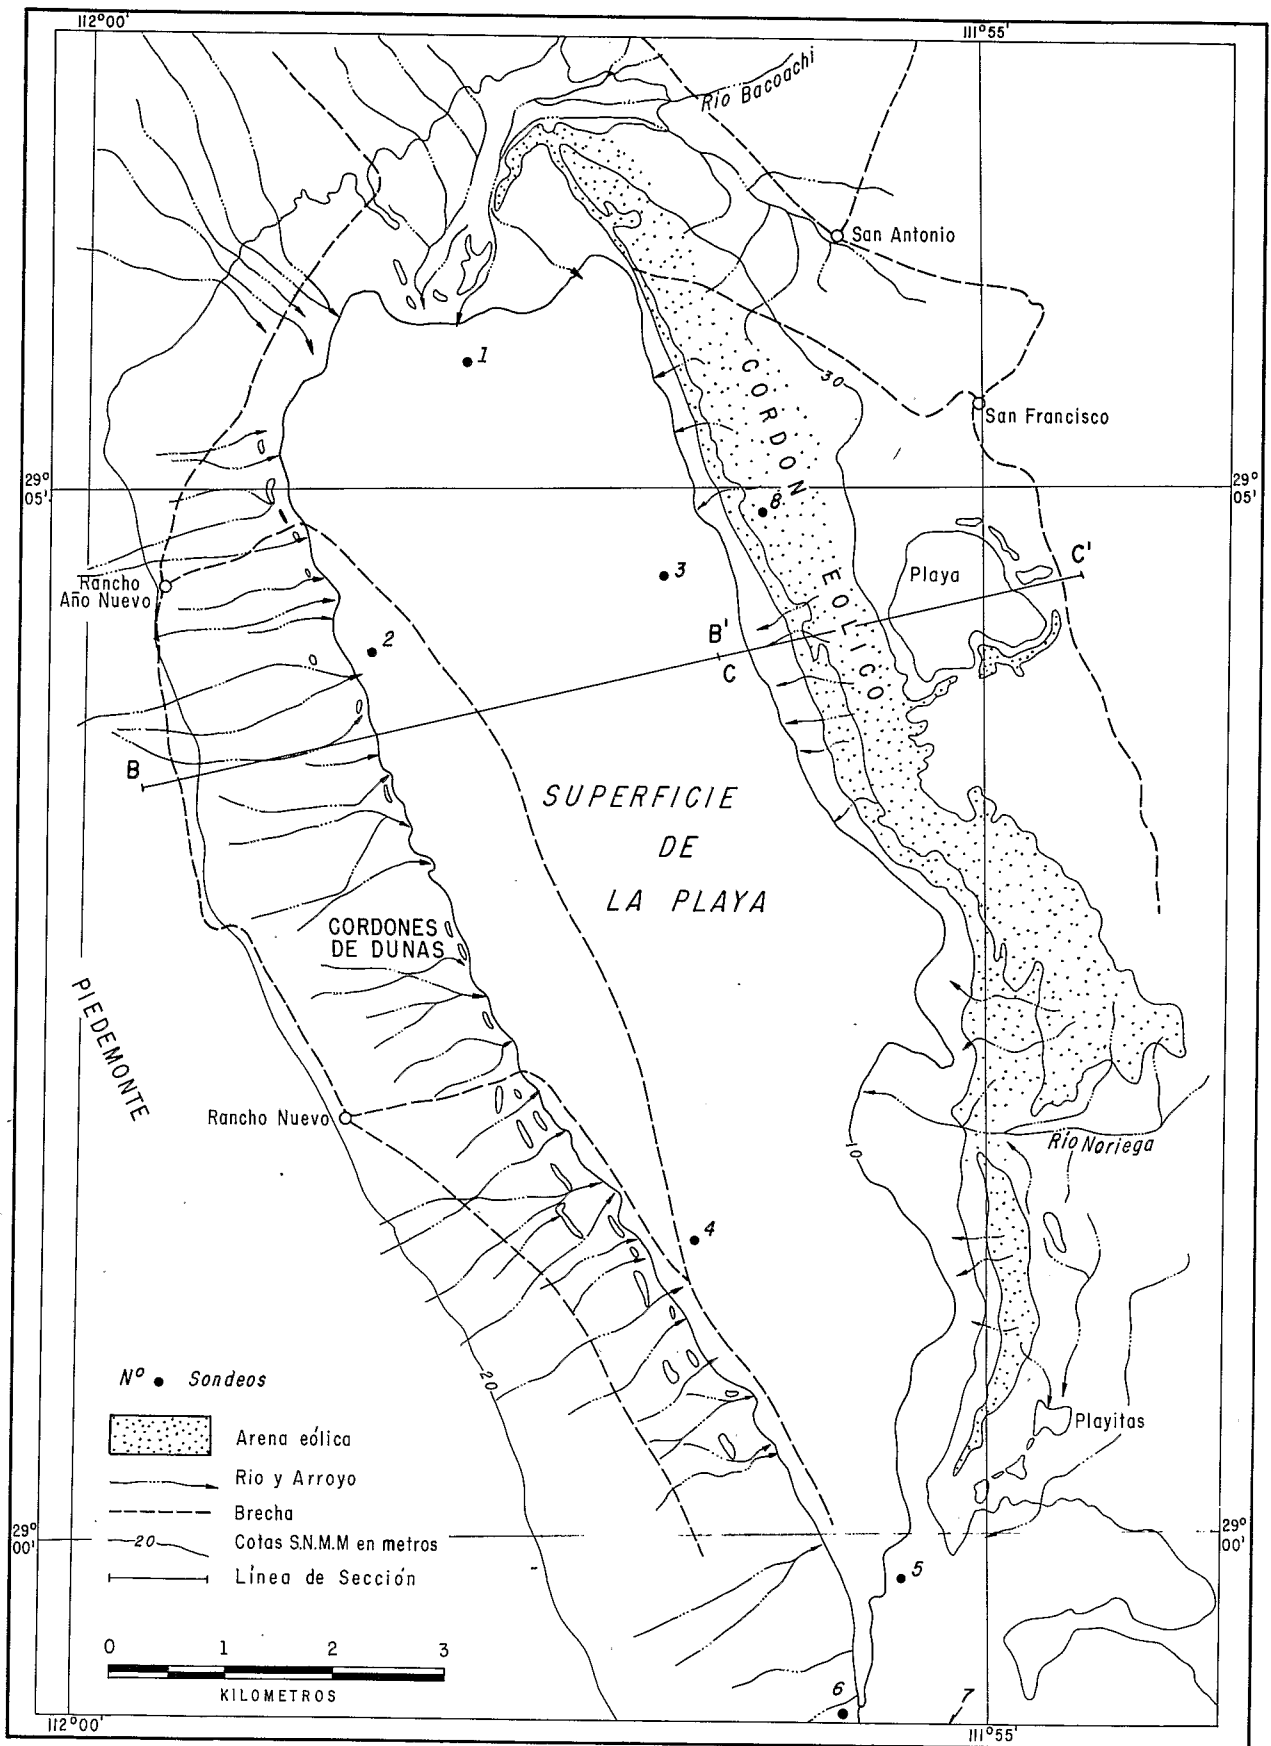 112°00'
111°55'
Río Bacoachi
San Antonio
1
30
San Francisco
CORDON EOLICO
29°
05'
29°
05'
8
3
Playa
C'
Rancho
Año Nuevo
2
B'
C
B
SUPERFICIE
DE
LA PLAYA
CORDONES
DE DUNAS
PIEDEMONTE
Rancho Nuevo
Río Noriega
10
4
20
Playitas
Nº • Sondeos
Arena eólica
Río y Arroyo
Brecha
20 Cotas S.N.M.M en metros
Línea de Sección
29°
00'
29°
00'
5
0 1 2 3
KILOMETROS
6
7
112°00'
111°55'